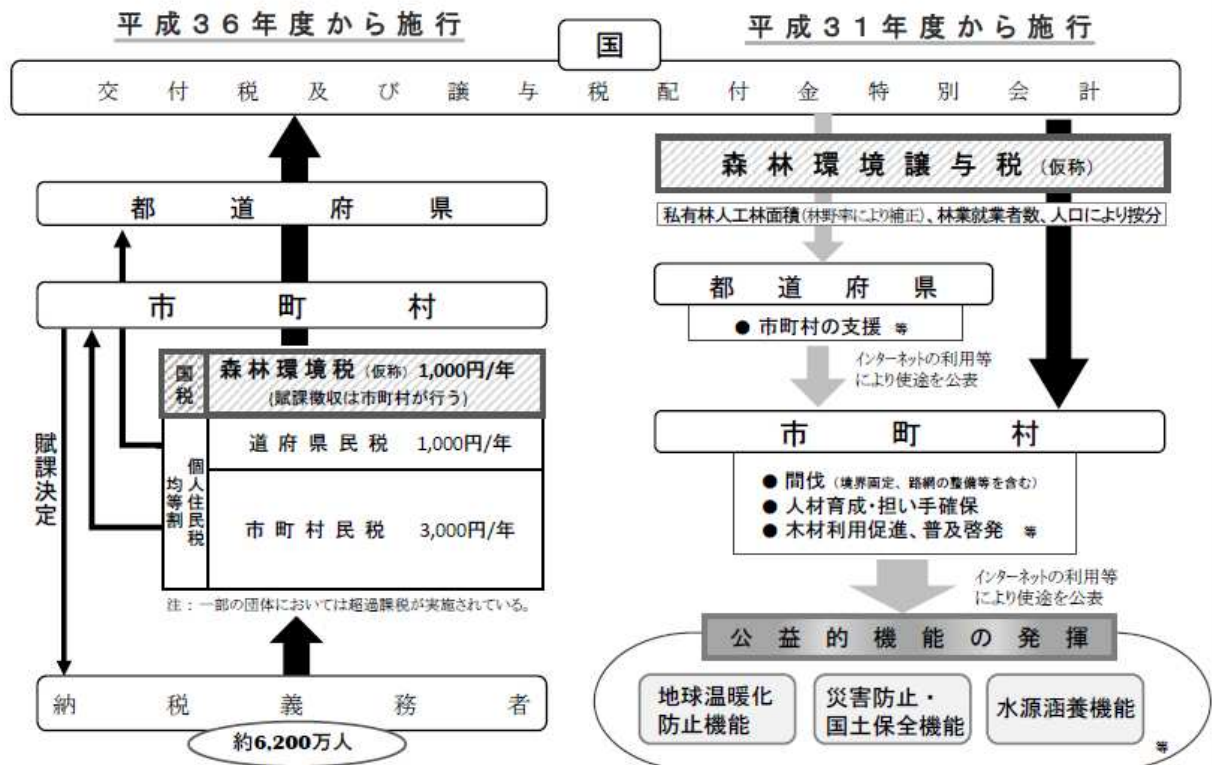 平成36年度から施行
国
平成31年度から施行
交付税及び譲与税配付金特別会計
都道府県
市町村
国税
森林環境税(仮称) 1,000円/年
(賦課徴収は市町村が行う)
個人住民税
均等割
道府県民税 1,000円/年
市町村民税 3,000円/年
賦課決定
注:一部の団体においては超過課税が実施されている。
納税義務者
約6,200万人
森林環境譲与税(仮称)
私有林人工林面積(林野率により補正)、林業就業者数、人口により按分
都道府県
● 市町村の支援 等
インターネットの利用等
により使途を公表
市町村
● 間伐(境界画定、路網の整備等を含む)
● 人材育成・担い手確保
● 木材利用促進、普及啓発 等
インターネットの利用等
により使途を公表
公益的機能の発揮
地球温暖化
防止機能
災害防止・
国土保全機能
水源涵養機能
等